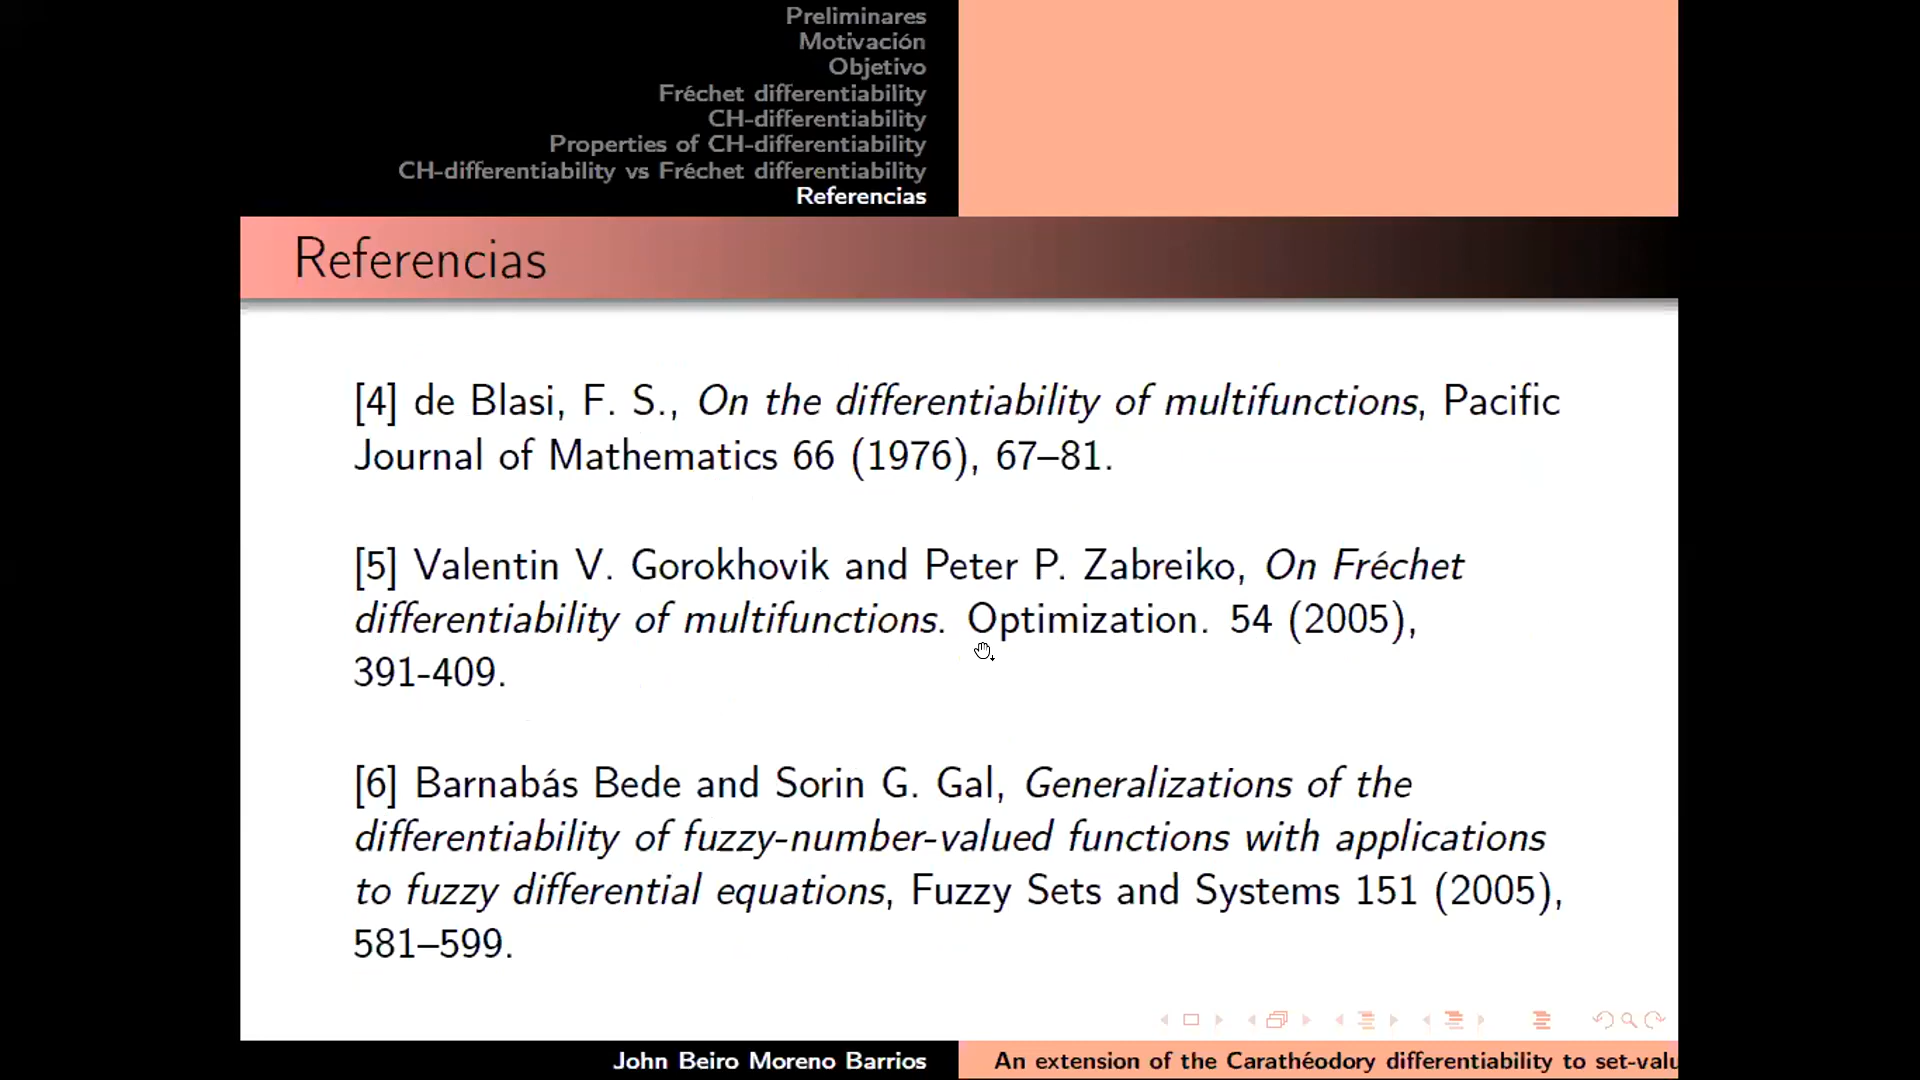 Preliminares
Motivación
Objetivo
Fréchet differentiability
CH-differentiability
Properties of CH-differentiability
CH-differentiability vs Fréchet differentiability
Referencias
Referencias
[4] de Blasi, F. S., On the differentiability of multifunctions, Pacific
Journal of Mathematics 66 (1976), 67–81.
[5] Valentin V. Gorokhovik and Peter P. Zabreiko, On Fréchet
differentiability of multifunctions. Optimization. 54 (2005),
391-409.
[6] Barnabás Bede and Sorin G. Gal, Generalizations of the
differentiability of fuzzy-number-valued functions with applications
to fuzzy differential equations, Fuzzy Sets and Systems 151 (2005),
581–599.
John Beiro Moreno Barrios
An extension of the Carathéodory differentiability to set-valu